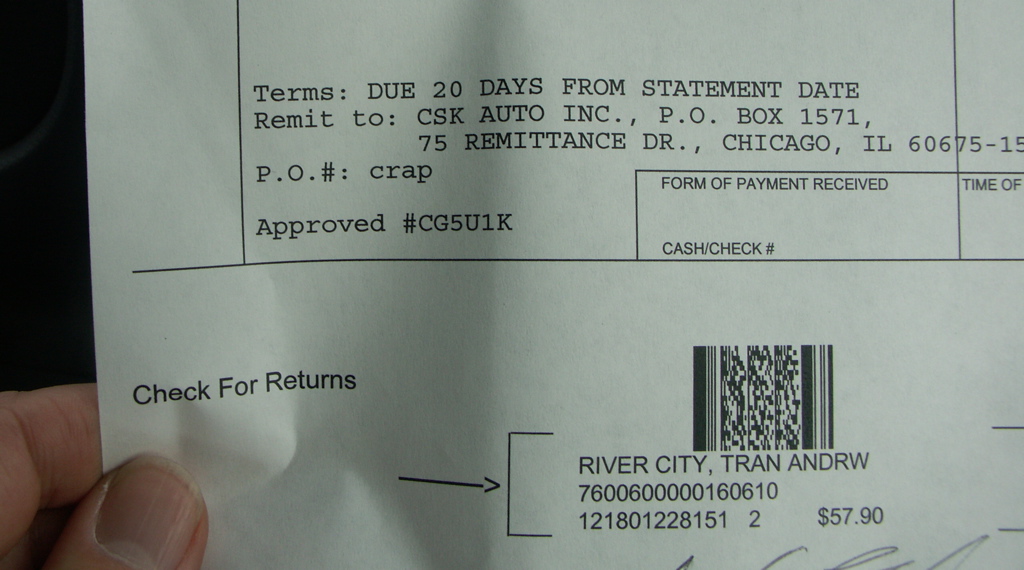 Terms: DUE 20 DAYS FROM STATEMENT DATE
Remit to: CSK AUTO INC., P.O. BOX 1571,
75 REMITTANCE DR., CHICAGO, IL 60675-15
P.O.#: crap
FORM OF PAYMENT RECEIVED
TIME OF
Approved #CG5U1K
CASH/CHECK #
Check For Returns
RIVER CITY, TRAN ANDRW
7600600000160610
121801228151 2 $57.90